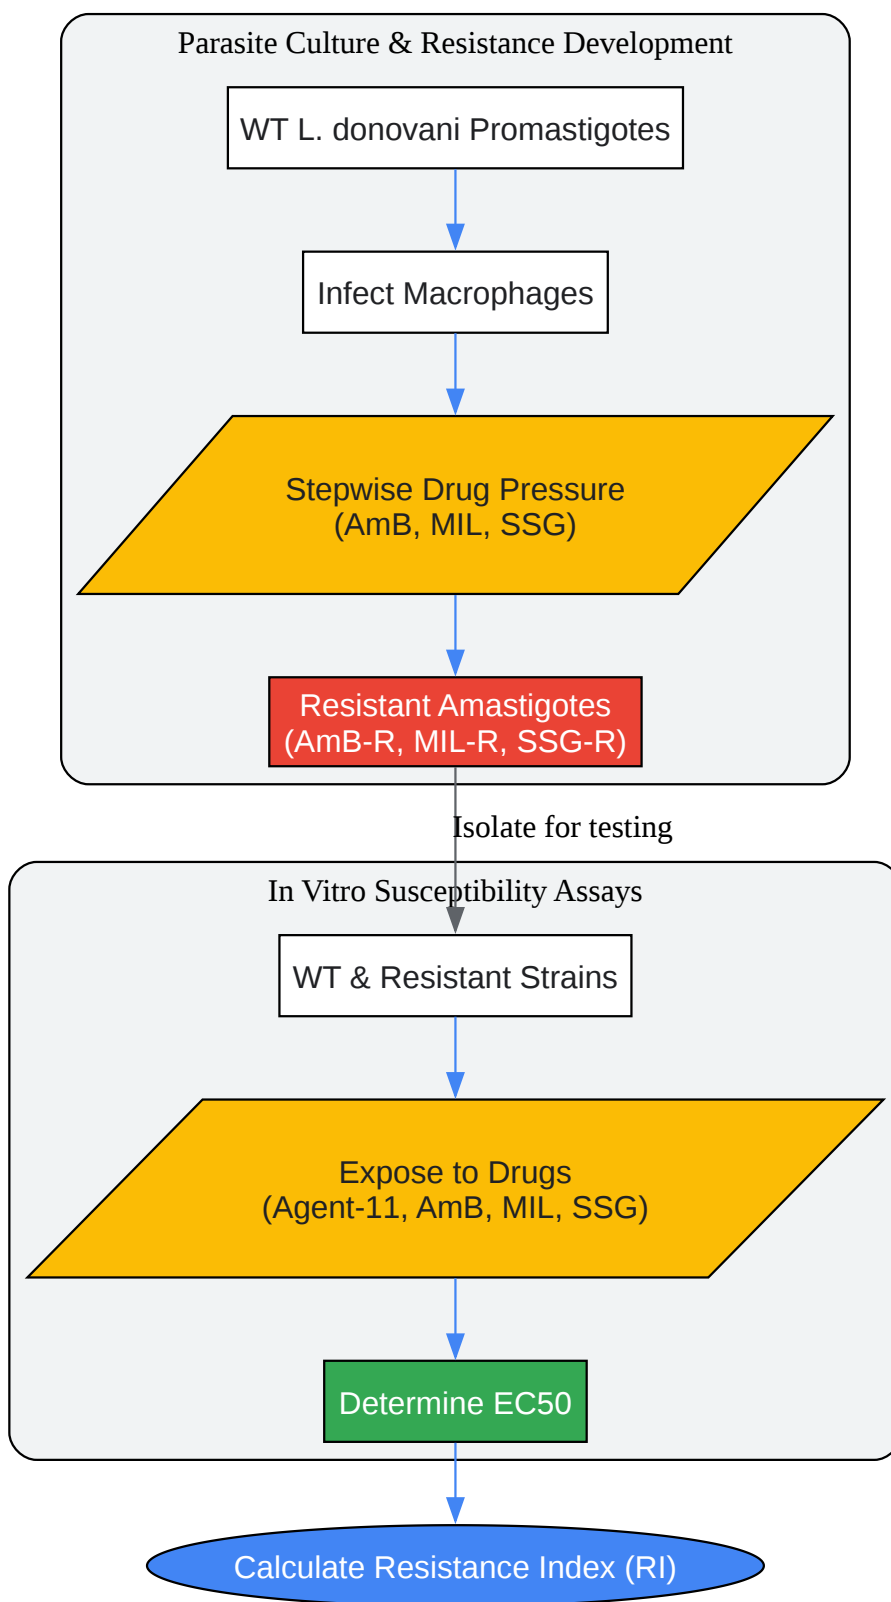 Parasite Culture & Resistance Development
WT L. donovani Promastigotes
Infect Macrophages
Stepwise Drug Pressure
(AmB, MIL, SSG)
Resistant Amastigotes
(AmB-R, MIL-R, SSG-R)
Isolate for testing
In Vitro Susceptibility Assays
WT & Resistant Strains
Expose to Drugs
(Agent-11, AmB, MIL, SSG)
Determine EC50
Calculate Resistance Index (RI)